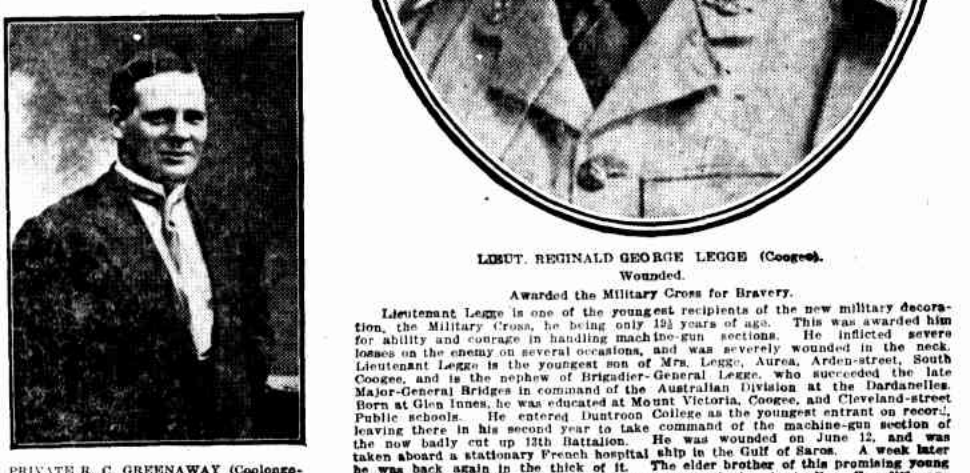 LIEUT. REGINALD GEORGE LEGGE (Coogee).
Wounded.
Awarded the Military Cross for Bravery.
Lieutenant Legge is one of the youngest recipients of the new military decora-
tion, the Military Cross, he being only 19½ years of age. This was awarded him
for ability and courage in handling machine-gun sections. He inflicted severe
losses on the enemy on several occasions, and was severely wounded in the neck.
Lieutenant Legge is the youngest son of Mrs. Legge, Aurea, Arden-street, South
Coogee, and is the nephew of Brigadier-General Legge, who succeeded the late
Major-General Bridges in command of the Australian Division at the Dardanelles.
Born at Glen Innes, he was educated at Mount Victoria, Coogee, and Cleveland-street
Public schools. He entered Duntroon College as the youngest entrant on record,
leaving there in his second year to take command of the machine-gun section of
the now badly cut up 13th Battalion. He was wounded on June 12, and was
taken aboard a stationary French hospital ship in the Gulf of Saros. A week later
he was back again in the thick of it. The elder brother of this promising young
PRIVATE R. C. GREENAWAY (Coolongo-